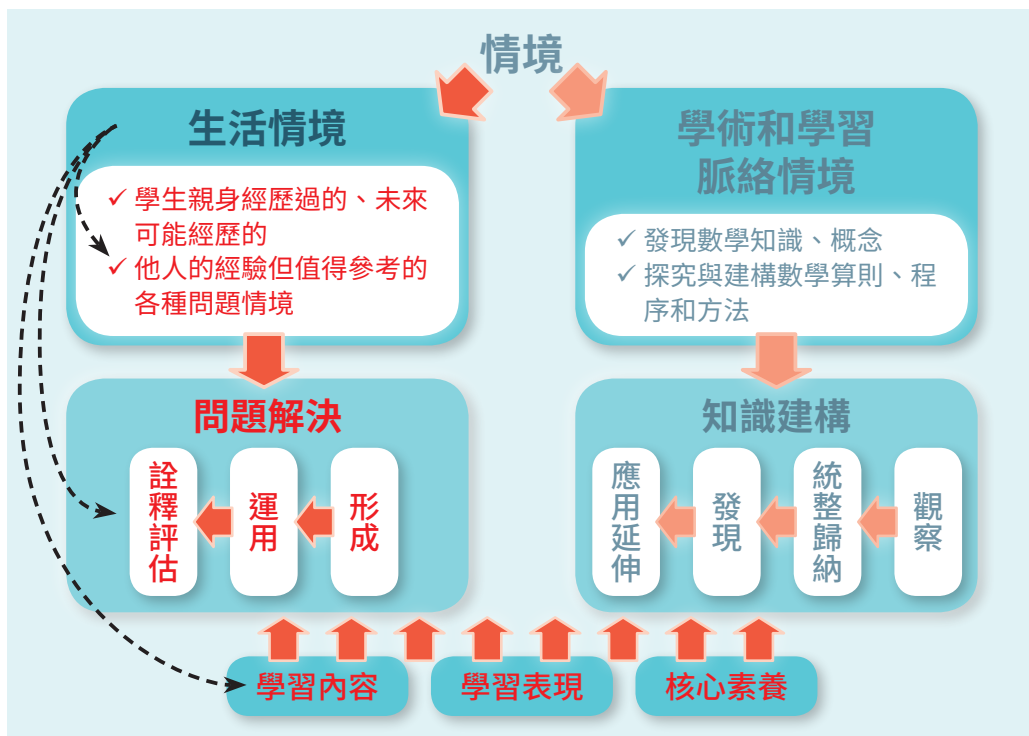 情境
生活情境
✓ 學生親身經歷過的、未來
可能經歷的
✓ 他人的經驗但值得參考的
各種問題情境
學術和學習
脈絡情境
✓ 發現數學知識、概念
✓ 探究與建構數學算則、程
序和方法
問題解決
詮釋評估
運用
形成
知識建構
應用延伸
發現
統整歸納
觀察
學習內容
學習表現
核心素養